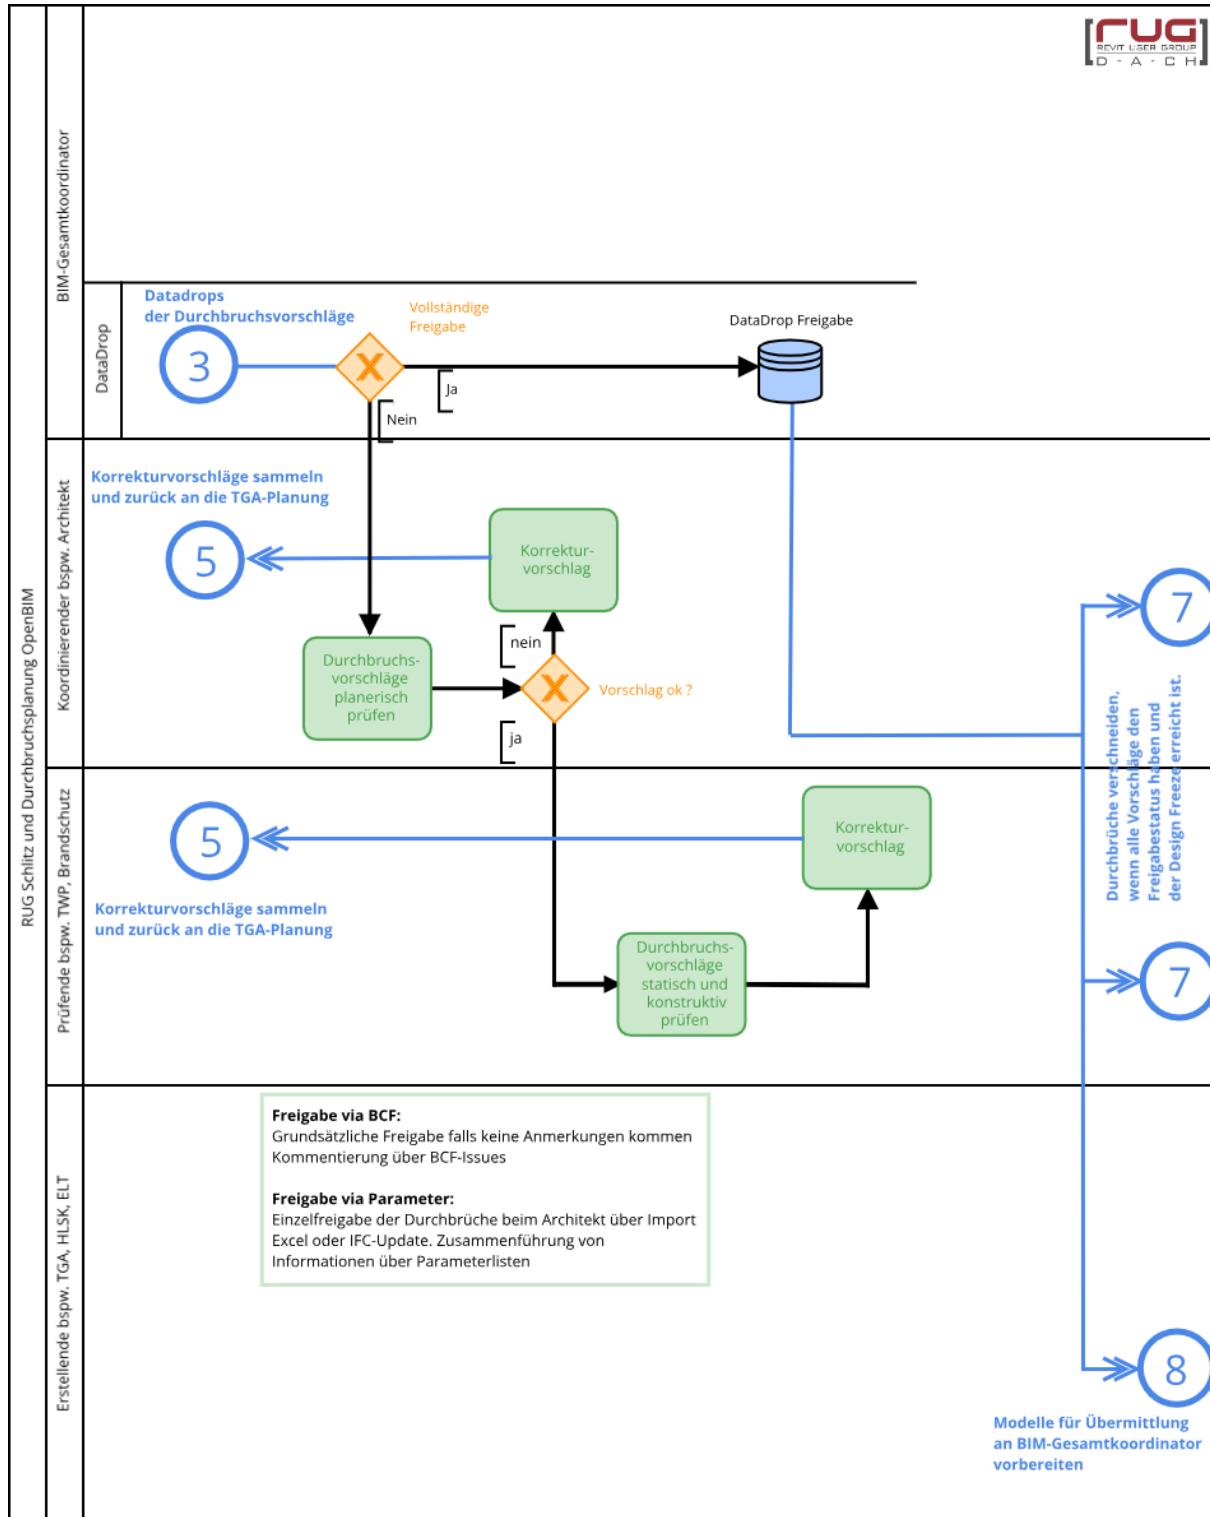 RUG
REVIT USER GROUP
D - A - C H
RUG Schlitz und Durchbruchsplanung OpenBIM
BIM-Gesamtkoordinator
DataDrop
Datadrops
der Durchbruchsvorschläge
3
X
Vollständige
Freigabe
Ja
Nein
DataDrop Freigabe
Koordinierender bspw. Architekt
Korrekturvorschläge sammeln
und zurück an die TGA-Planung
5
Korrektur-
vorschlag
nein
Durchbruchs-
vorschläge
planerisch
prüfen
X
Vorschlag ok ?
ja
7
Durchbrüche verschneiden,
wenn alle Vorschläge den
Freigabestatus haben und
der Design Freeze erreicht ist.
Prüfende bspw. TWP, Brandschutz
5
Korrekturvorschläge sammeln
und zurück an die TGA-Planung
Korrektur-
vorschlag
Durchbruchs-
vorschläge
statisch und
konstruktiv
prüfen
7
Erstellende bspw. TGA, HLSK, ELT
Freigabe via BCF:
Grundsätzliche Freigabe falls keine Anmerkungen kommen
Kommentierung über BCF-Issues
Freigabe via Parameter:
Einzelfreigabe der Durchbrüche beim Architekt über Import
Excel oder IFC-Update. Zusammenführung von
Informationen über Parameterlisten
8
Modelle für Übermittlung
an BIM-Gesamtkoordinator
vorbereiten